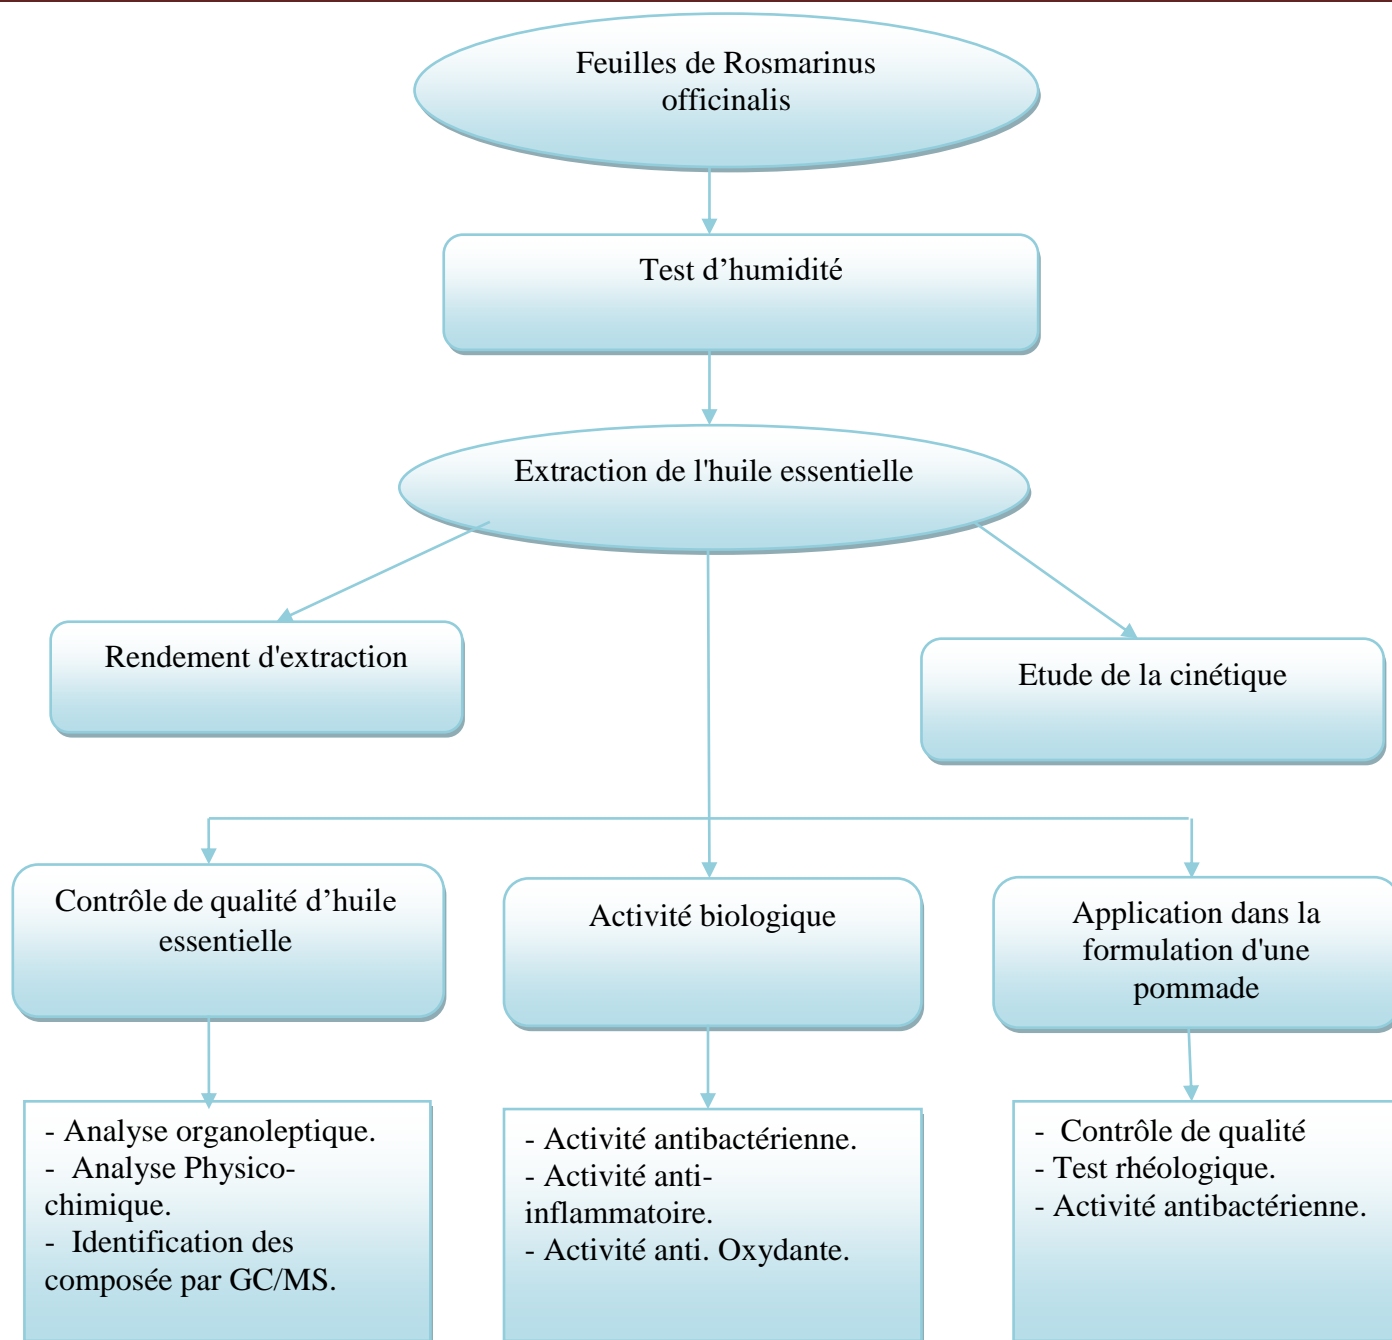 Feuilles de Rosmarinus
officinalis
Test d’humidité
Extraction de l'huile essentielle
Rendement d'extraction
Etude de la cinétique
Contrôle de qualité d’huile
essentielle
Activité biologique
Application dans la
formulation d'une
pommade
- Analyse organoleptique.
- Analyse Physico-
chimique.
- Identification des
composée par GC/MS.
- Activité antibactérienne.
- Activité anti-
inflammatoire.
- Activité anti. Oxydante.
- Contrôle de qualité
- Test rhéologique.
- Activité antibactérienne.